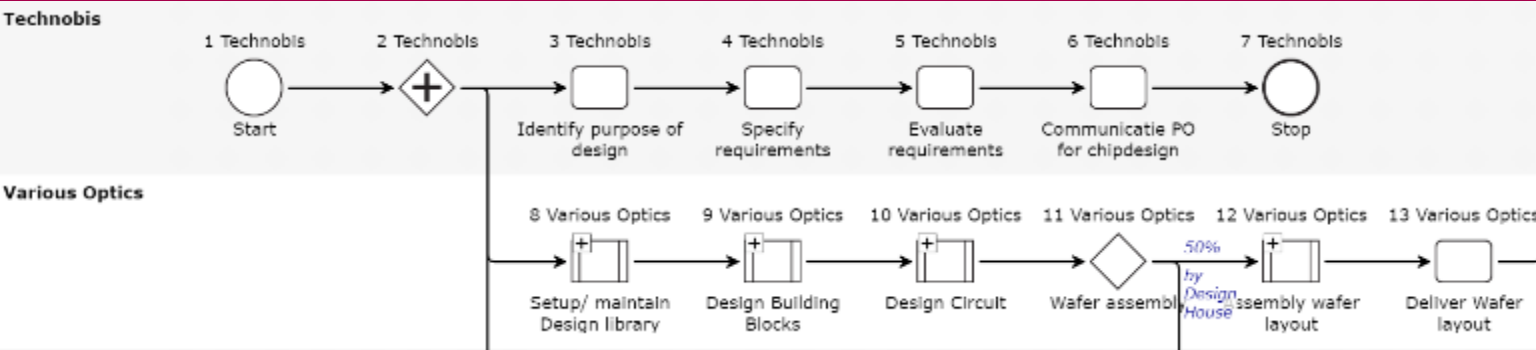 Technobis
1 Technobis
2 Technobis
3 Technobis
4 Technobis
5 Technobis
6 Technobis
7 Technobis
Start
Identify purpose of
design
Specify
requirements
Evaluate
requirements
Communicatie PO
for chipdesign
Stop
Various Optics
8 Various Optics
9 Various Optics
10 Various Optics
11 Various Optics
12 Various Optics
13 Various Optics
50%
by
Design
House
Setup/ maintain
Design library
Design Building
Blocks
Design Circuit
Wafer assembly
assembly wafer
layout
Deliver Wafer
layout